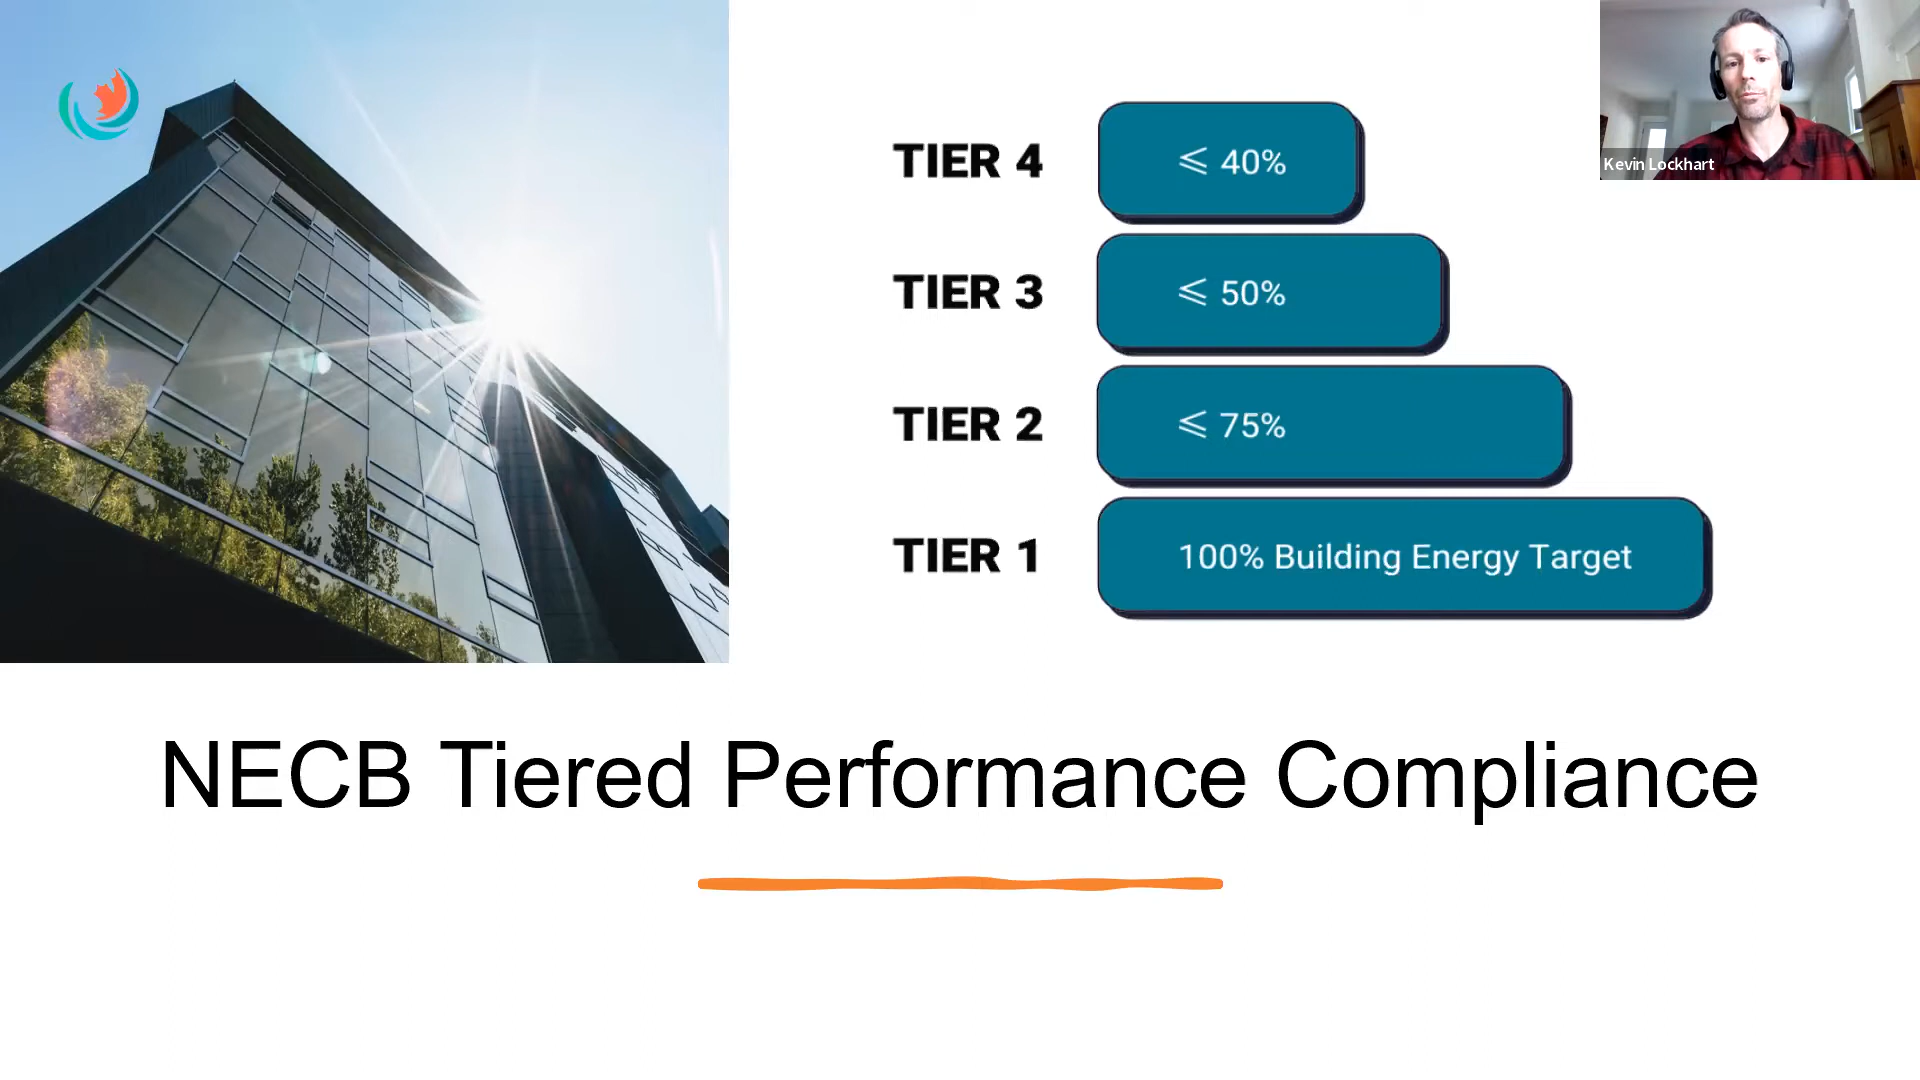 TIER 4
⩽ 40%
Kevin Lockhart
TIER 3
⩽ 50%
TIER 2
⩽ 75%
TIER 1
100% Building Energy Target
NECB Tiered Performance Compliance